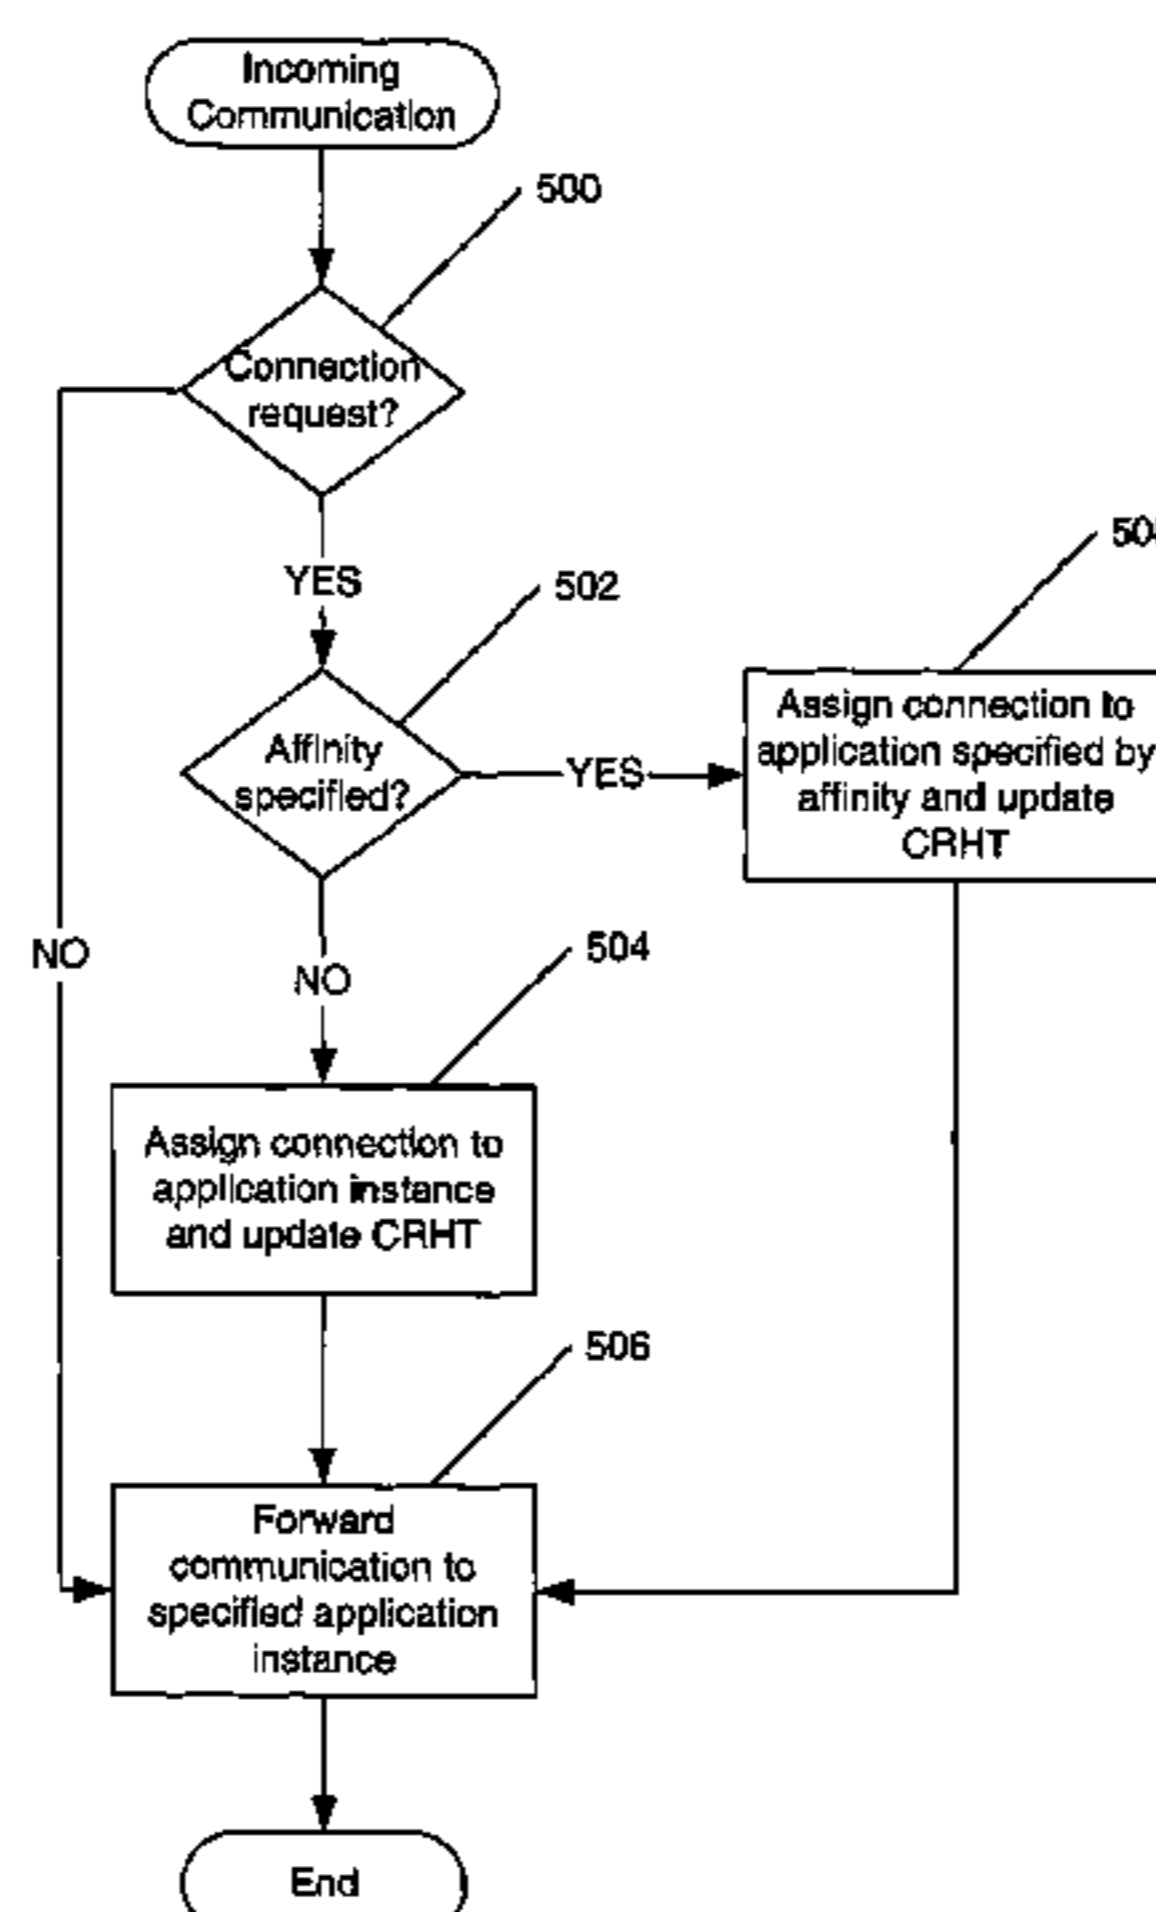 Incoming
Communication
500
Connection
request?
YES
502
Affinity
specified?
YES
Assign connection to
application specified by
affinity and update
CRHT
NO
NO
504
Assign connection to
application instance
and update CRHT
506
Forward
communication to
specified application
instance
End